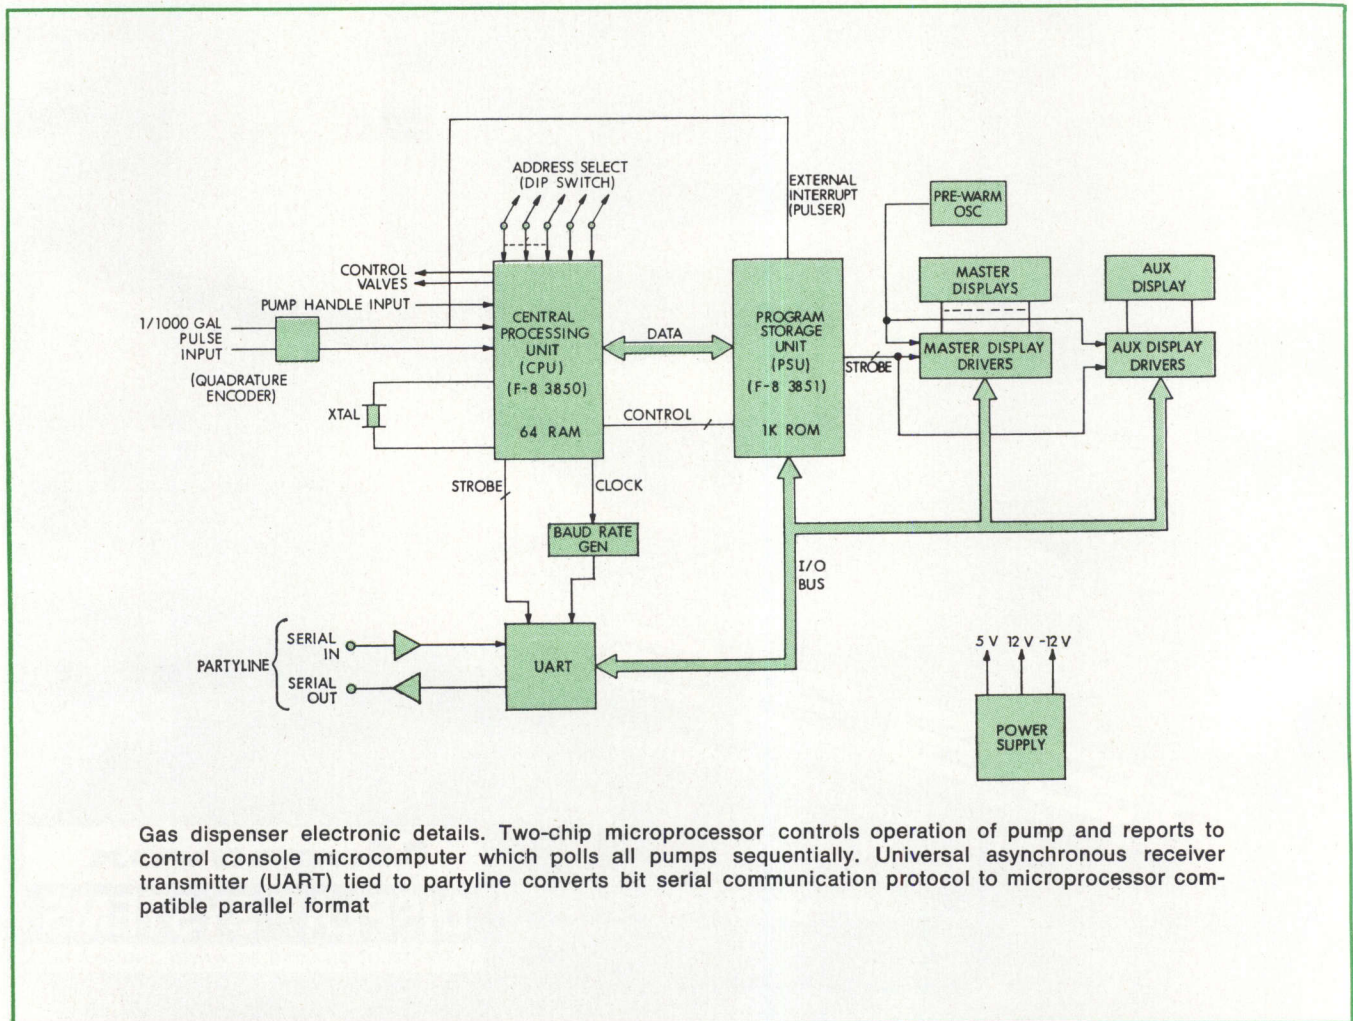 ADDRESS SELECT
(DIP SWITCH)
EXTERNAL
INTERRUPT
(PULSER)
PRE-WARM
OSC
CONTROL
VALVES
PUMP HANDLE INPUT
1/1000 GAL
PULSE
INPUT
(QUADRATURE
ENCODER)
XTAL
CENTRAL
PROCESSING
UNIT
(CPU)
(F-8 3850)
64 RAM
DATA
CONTROL
PROGRAM
STORAGE
UNIT
(PSU)
(F-8 3851)
1K ROM
STROBE
MASTER
DISPLAYS
MASTER DISPLAY
DRIVERS
AUX
DISPLAY
AUX DISPLAY
DRIVERS
STROBE
CLOCK
BAUD RATE
GEN
I/O
BUS
PARTYLINE
SERIAL
IN
SERIAL
OUT
UART
5 V 12 V -12 V
POWER
SUPPLY
Gas dispenser electronic details. Two-chip microprocessor controls operation of pump and reports to
control console microcomputer which polls all pumps sequentially. Universal asynchronous receiver
transmitter (UART) tied to partyline converts bit serial communication protocol to microprocessor com-
patible parallel format